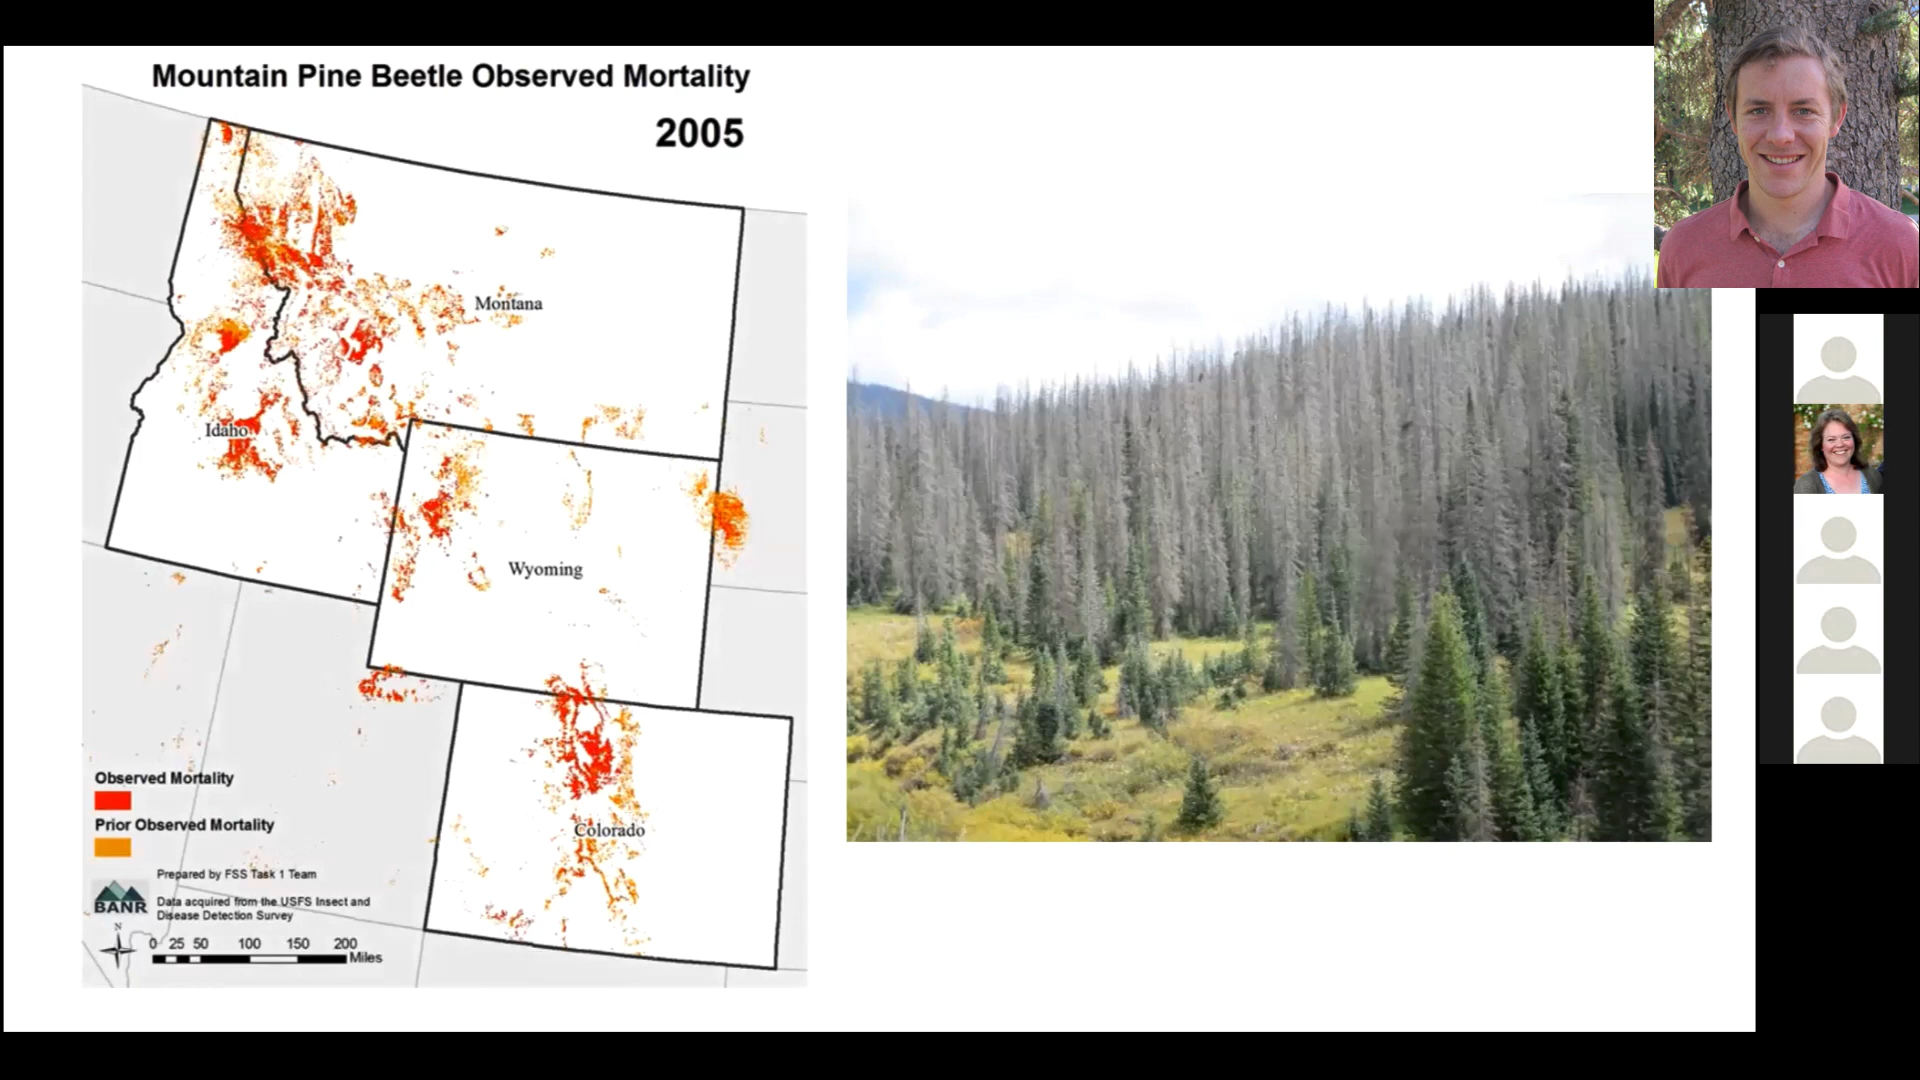 Mountain Pine Beetle Observed Mortality
2005
Montana
Idaho
Wyoming
Colorado
Observed Mortality
Prior Observed Mortality
Prepared by FSS Task 1 Team
BANR
Data acquired from the USFS Insect and
Disease Detection Survey
N
0 25 50 100 150 200
Miles